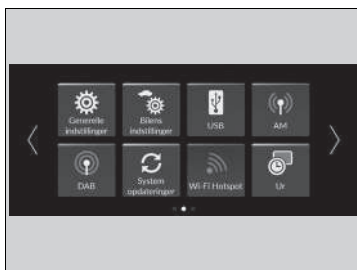 Generelle
indstillinger
Bilens
indstillinger
USB
AM
DAB
System
opdateringer
Wi-Fi Hotspot
Ur